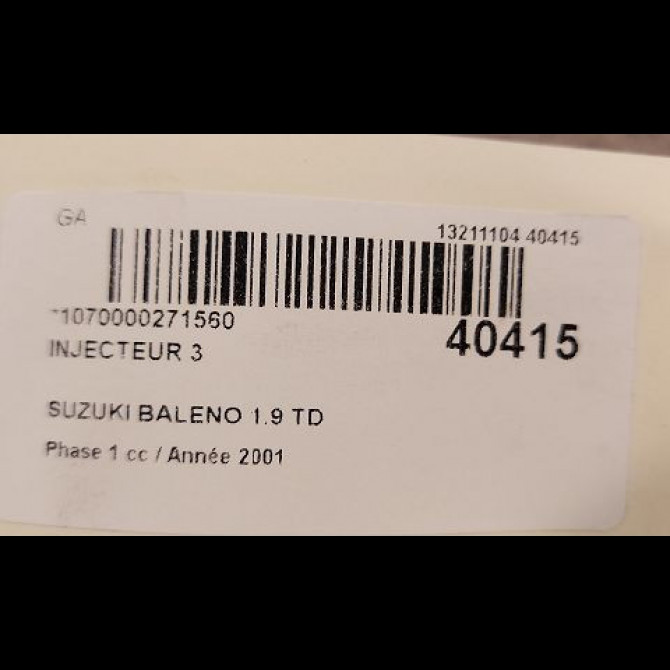 GA
13211104 40415
*1070000271560
40415
INJECTEUR 3
SUZUKI BALENO 1.9 TD
Phase 1 cc / Année 2001